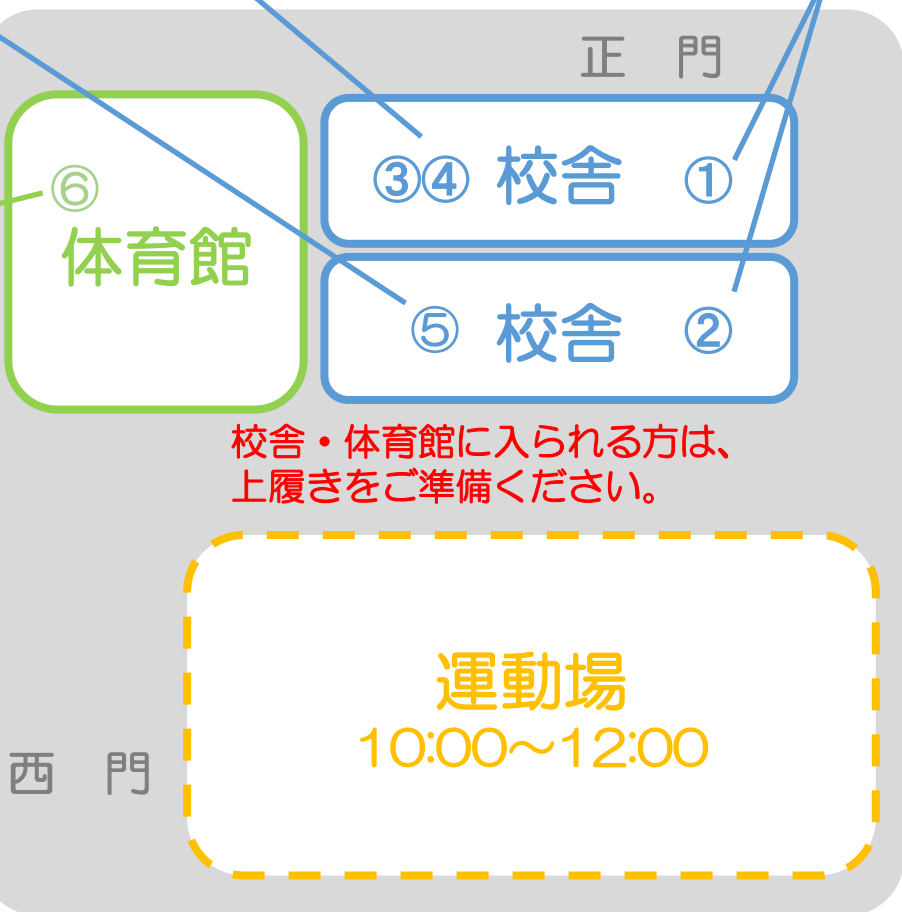 正　門
③④ 校舎　①
⑥
体育館
⑤ 校舎　②
校舎・体育館に入られる方は、
上履きをご準備ください。
運動場
10:00～12:00
西　門